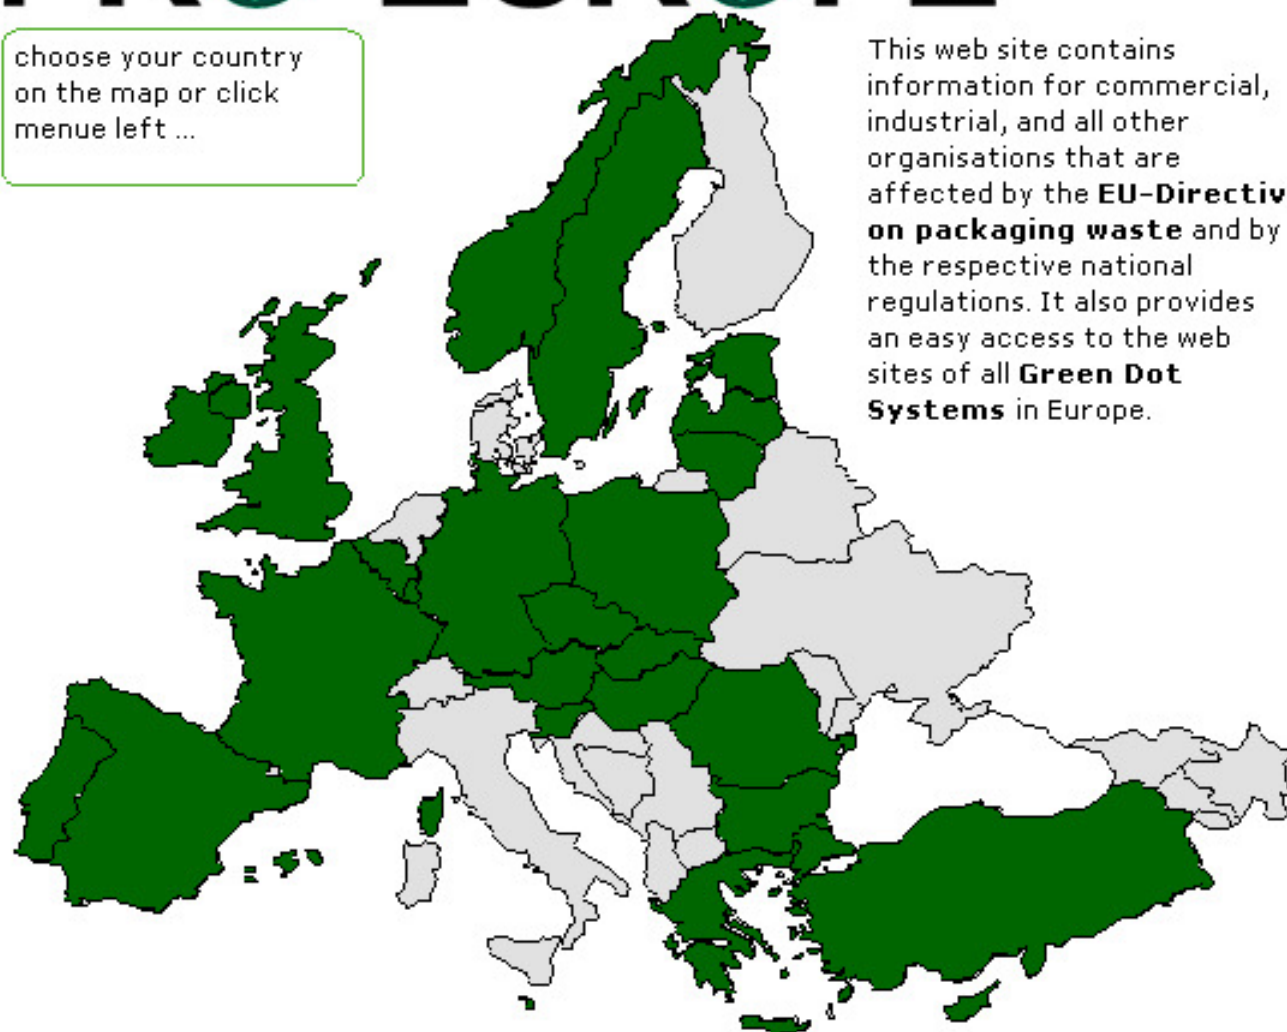 PRO EUROPE
choose your country
on the map or click
menue left ...
This web site contains
information for commercial,
industrial, and all other
organisations that are
affected by the EU-Directiv
on packaging waste and by
the respective national
regulations. It also provides
an easy access to the web
sites of all Green Dot
Systems in Europe.